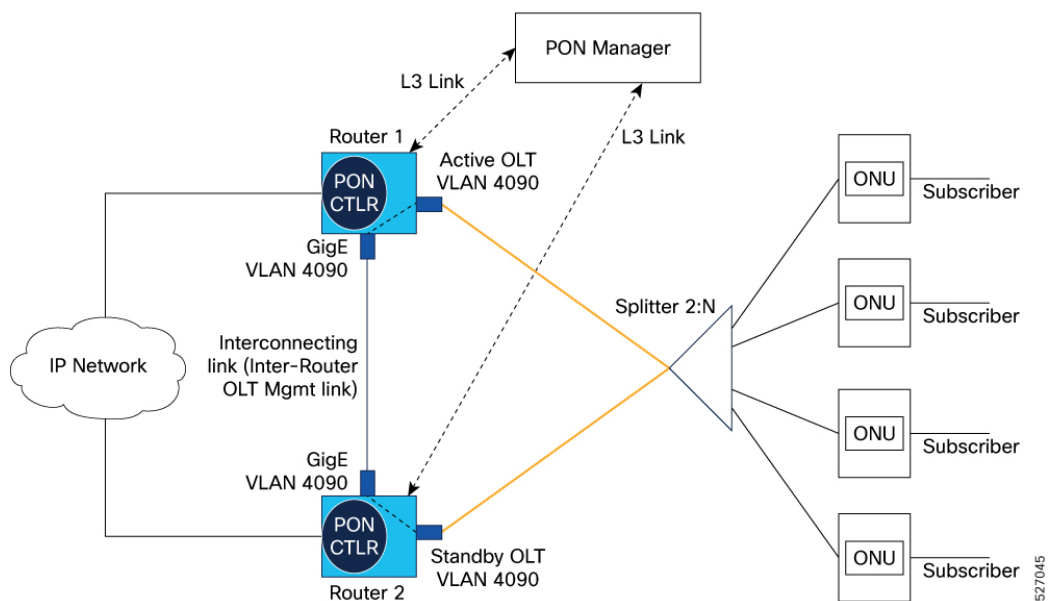 PON Manager
L3 Link
L3 Link
Router 1
Active OLT
VLAN 4090
PON
CTLR
GigE
VLAN 4090
Splitter 2:N
IP Network
Interconnecting
link (Inter-Router
OLT Mgmt link)
GigE
VLAN 4090
PON
CTLR
Standby OLT
VLAN 4090
Router 2
ONU
Subscriber
ONU
Subscriber
ONU
Subscriber
ONU
Subscriber
527045